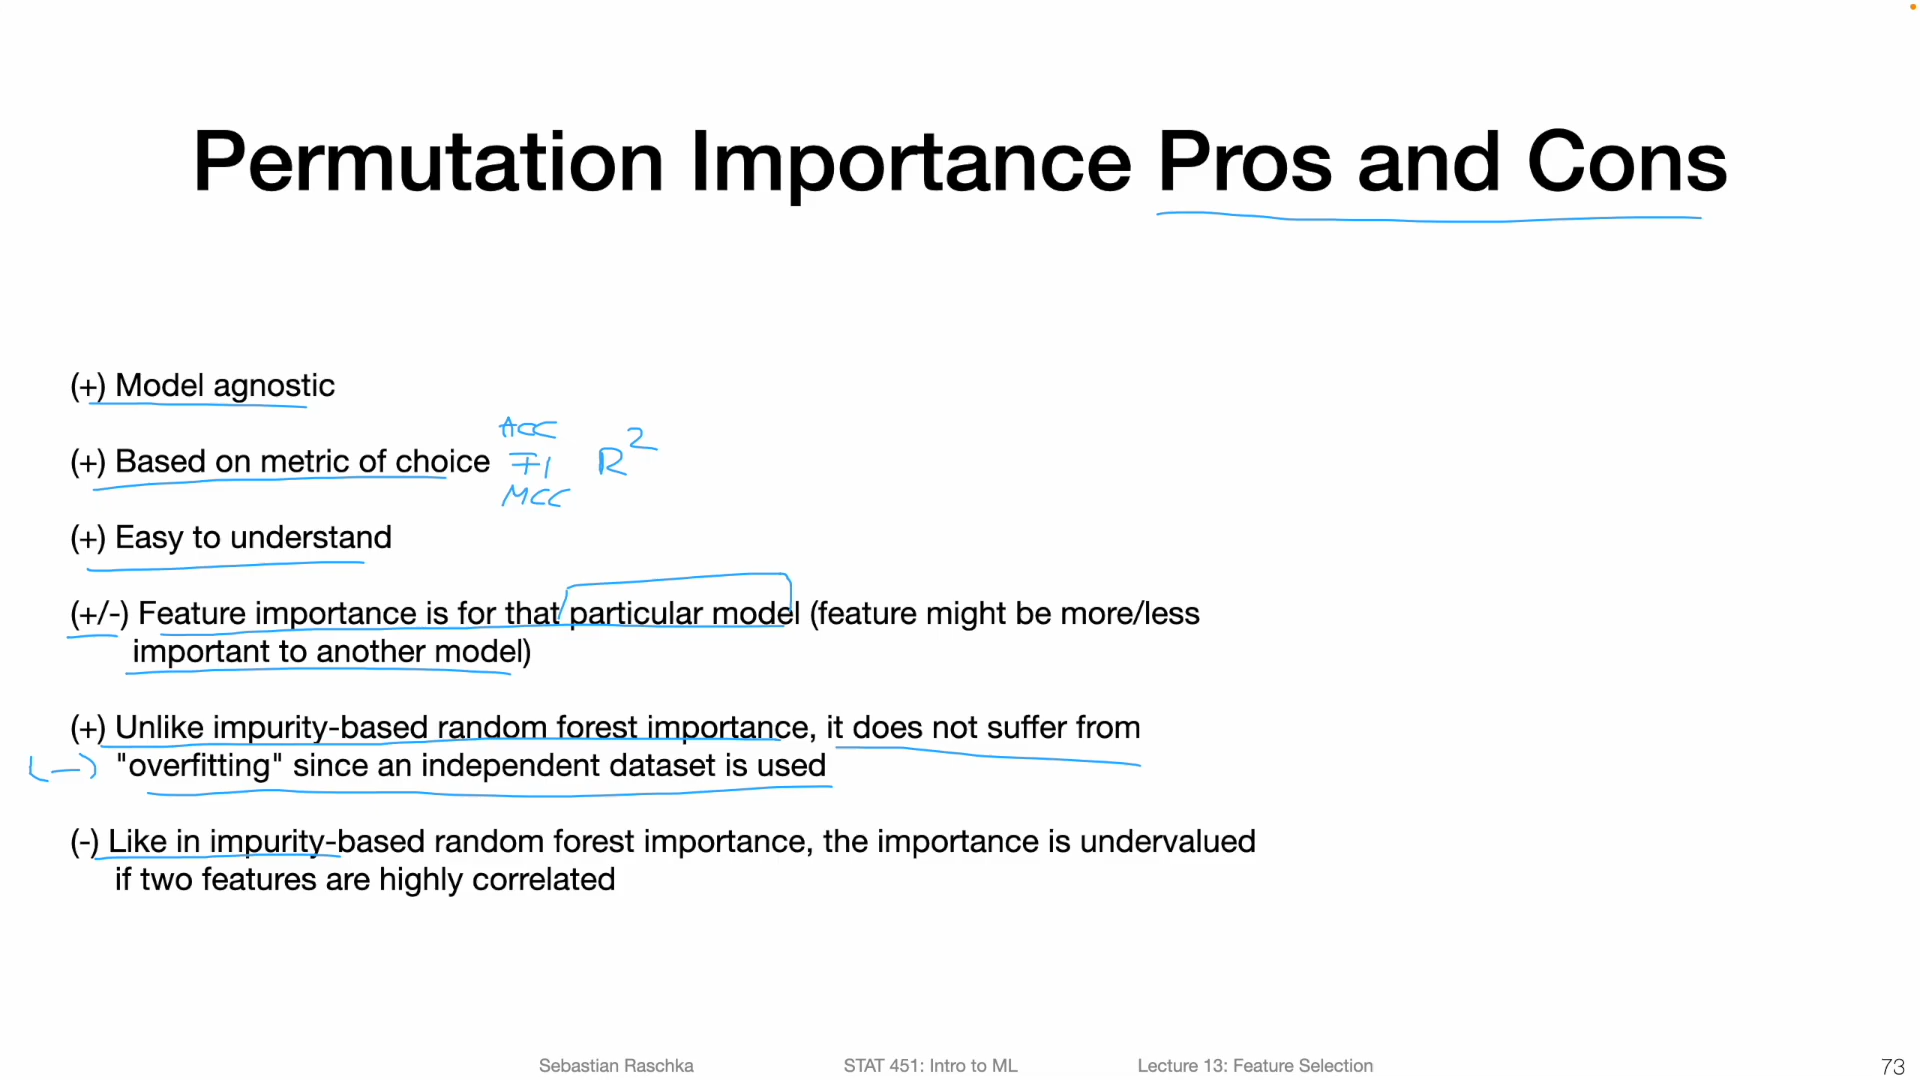 Permutation Importance Pros and Cons
(+) Model agnostic
ACC
(+) Based on metric of choice F1 R²
MCC
(+) Easy to understand
(+/-) Feature importance is for that particular model (feature might be more/less
important to another model)
(+) Unlike impurity-based random forest importance, it does not suffer from
(-) "overfitting" since an independent dataset is used
(-) Like in impurity-based random forest importance, the importance is undervalued
if two features are highly correlated
Sebastian Raschka STAT 451: Intro to ML Lecture 13: Feature Selection 73